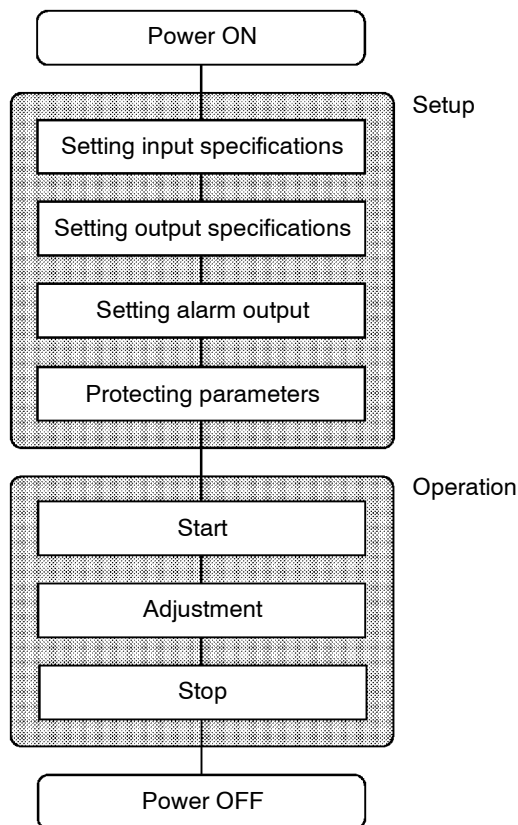 Power ON
Setup
Setting input specifications
Setting output specifications
Setting alarm output
Protecting parameters
Operation
Start
Adjustment
Stop
Power OFF